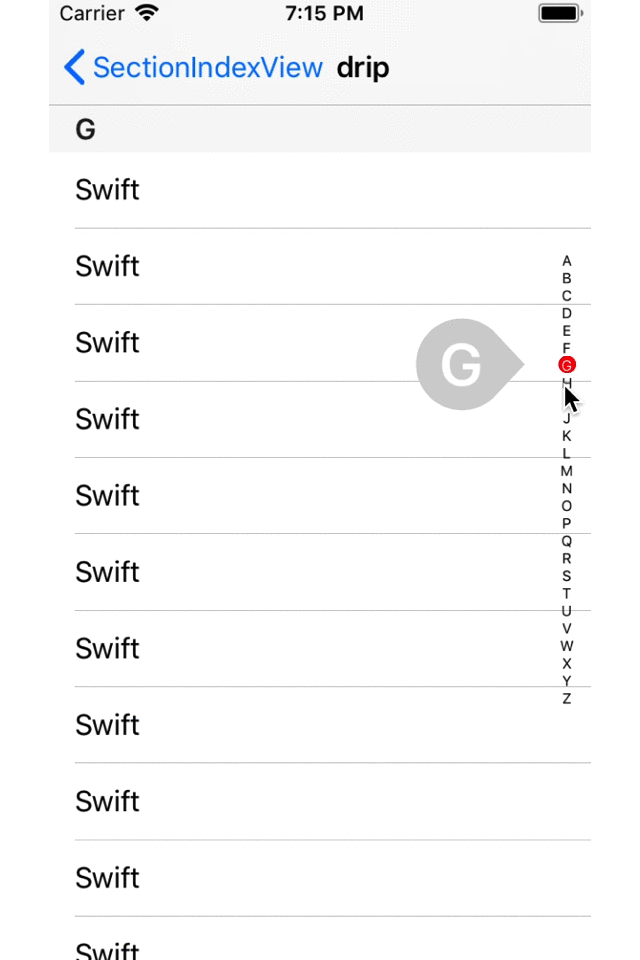 Carrier 7:15 PM
SectionIndexView drip
G
Swift
Swift
Swift
Swift
Swift
Swift
Swift
Swift
Swift
Swift
Swift
G
A
B
C
D
E
F
G
H
J
K
L
M
N
O
P
Q
R
S
T
U
V
W
X
Y
Z